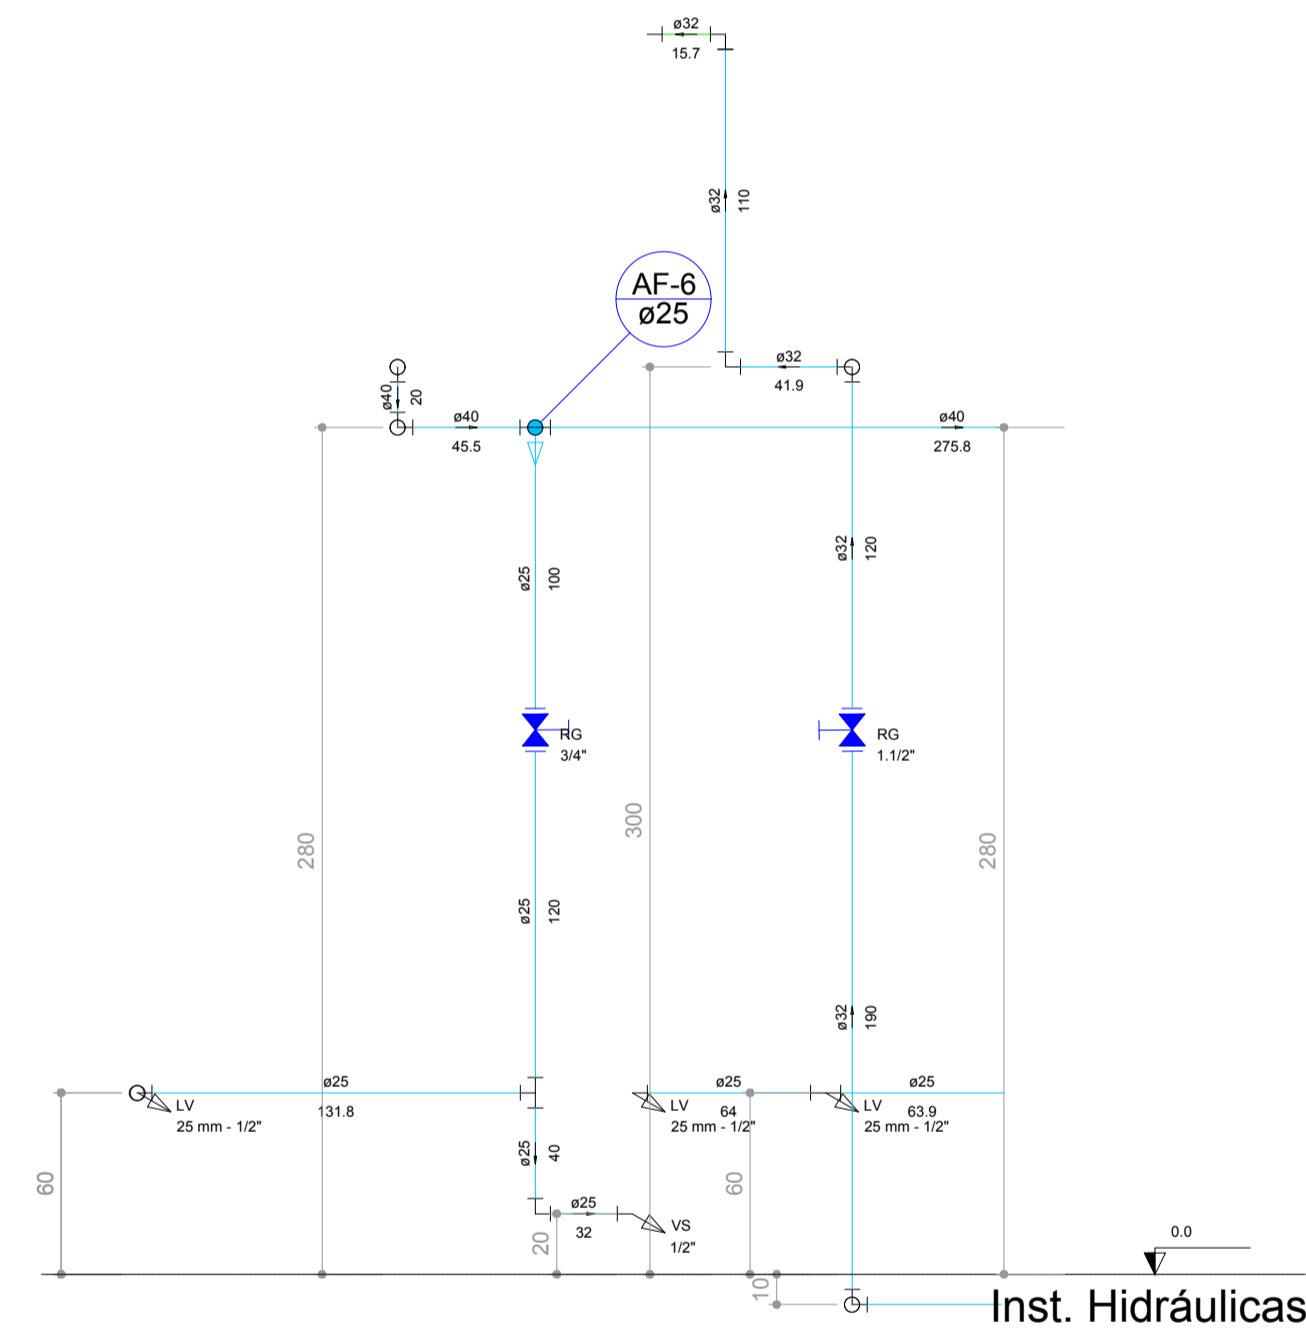 ø32
15.7
ø32
110
AF-6
ø25
ø32
41.9
ø40
20
ø40
45.5
ø40
275.8
ø25
100
ø32
120
RG
3/4"
RG
1.1/2"
280
300
280
ø25
120
ø32
190
ø25
131.8
LV
25 mm - 1/2"
ø25
64
LV
25 mm - 1/2"
ø25
63.9
LV
25 mm - 1/2"
ø25
40
60
60
ø25
32
VS
1/2"
20
10
0.0
Inst. Hidráulicas